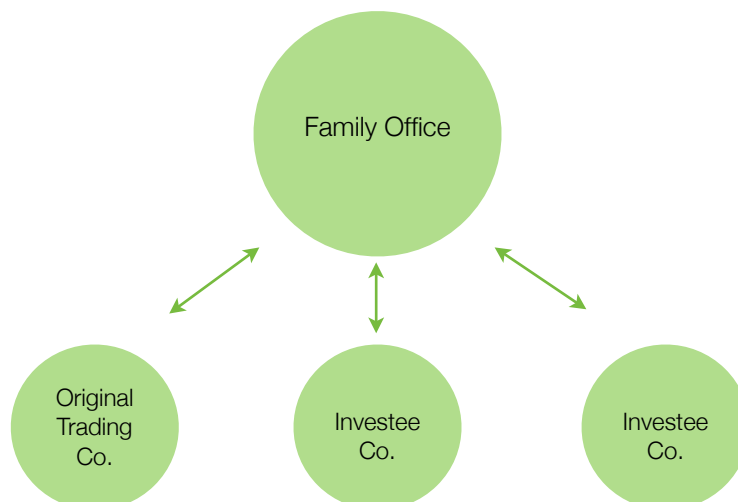 Family Office
Original
Trading
Co.
Investee
Co.
Investee
Co.